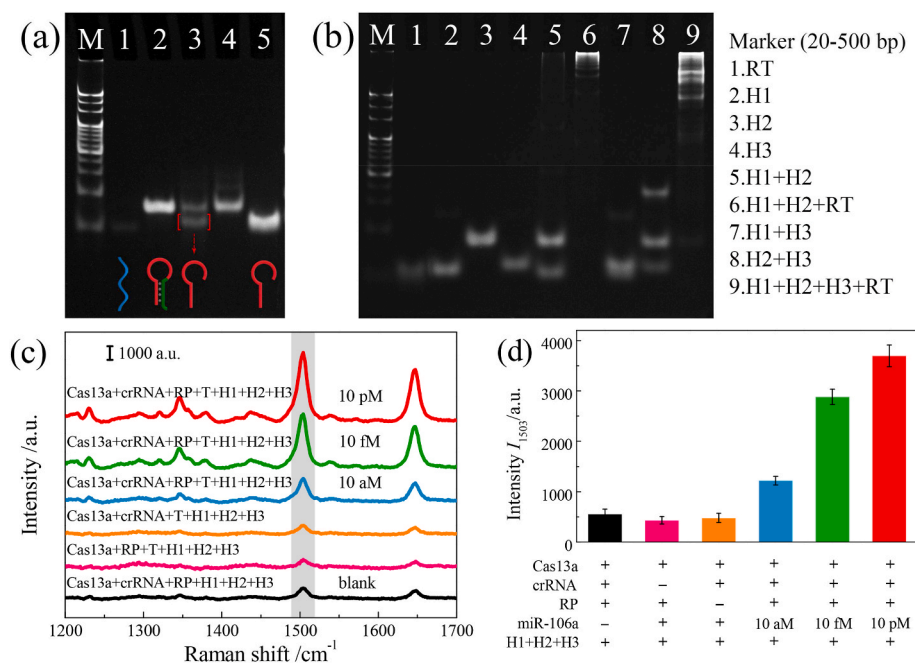 (a)
M 1 2 3 4 5
(b)
M 1 2 3 4 5 6 7 8 9
Marker (20-500 bp)
1.RT
2.H1
3.H2
4.H3
5.H1+H2
6.H1+H2+RT
7.H1+H3
8.H2+H3
9.H1+H2+H3+RT
(c)
1000 a.u.
Cas13a+crRNA+RP+T+H1+H2+H3 10 pM
Cas13a+crRNA+RP+T+H1+H2+H3 10 fM
Cas13a+crRNA+RP+T+H1+H2+H3 10 aM
Cas13a+crRNA+T+H1+H2+H3
Cas13a+RP+T+H1+H2+H3
Cas13a+crRNA+RP+H1+H2+H3 blank
Intensity /a.u.
1200 1300 1400 1500 1600 1700
Raman shift /cm⁻¹
(d)
Intensity I₁₅₀₃/a.u.
4000
3000
2000
1000
0
Cas13a + + + + + +
crRNA + − + + + +
RP + + − + + +
miR-106a − + + 10 aM 10 fM 10 pM
H1+H2+H3 + + + + + +